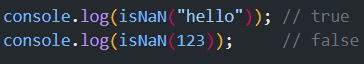 console.log(isNaN("hello")); // true
console.log(isNaN(123));      // false